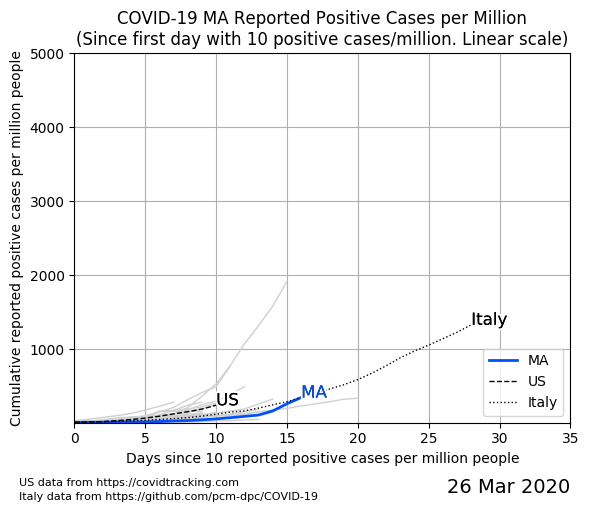 COVID-19 MA Reported Positive Cases per Million
(Since first day with 10 positive cases/million. Linear scale)
Cumulative reported positive cases per million people
5000
4000
3000
2000
1000
Italy
MA
US
MA
US
Italy
0 5 10 15 20 25 30 35
Days since 10 reported positive cases per million people
US data from https://covidtracking.com
Italy data from https://github.com/pcm-dpc/COVID-19
26 Mar 2020